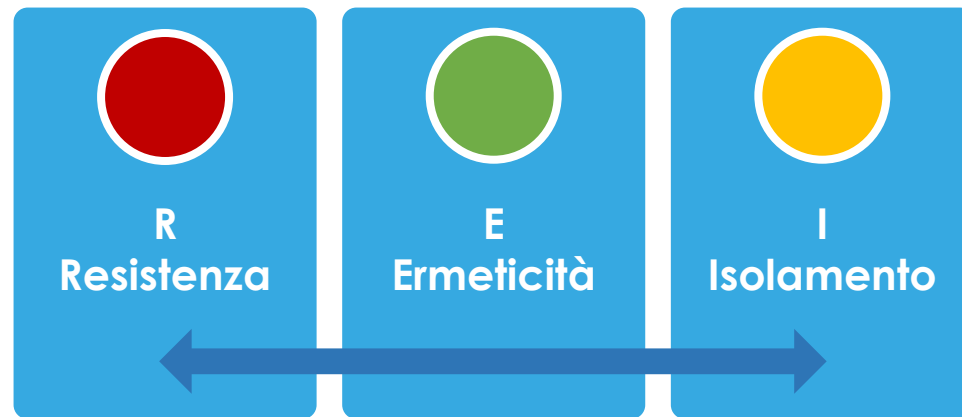 R
Resistenza
E
Ermeticità
I
Isolamento